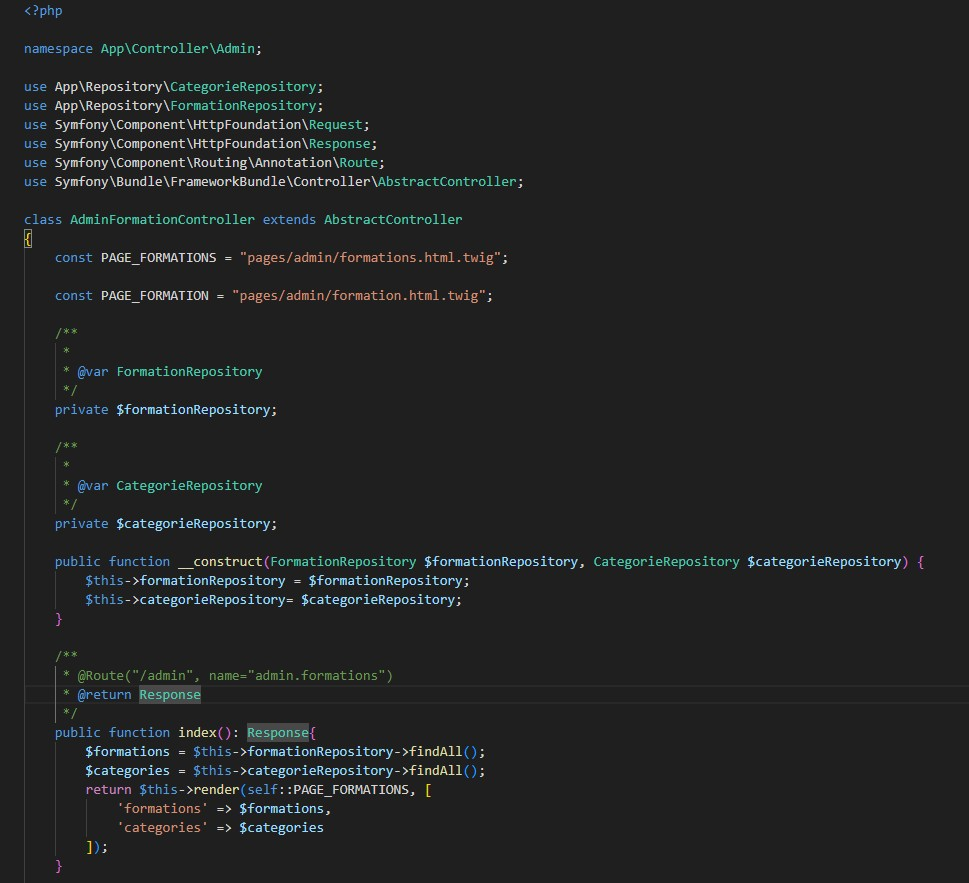 <?php
namespace App\Controller\Admin;
use App\Repository\CategorieRepository;
use App\Repository\FormationRepository;
use Symfony\Component\HttpFoundation\Request;
use Symfony\Component\HttpFoundation\Response;
use Symfony\Component\Routing\Annotation\Route;
use Symfony\Bundle\FrameworkBundle\Controller\AbstractController;
class AdminFormationController extends AbstractController
{
    const PAGE_FORMATIONS = "pages/admin/formations.html.twig";
    const PAGE_FORMATION = "pages/admin/formation.html.twig";
    /**
     *
     * @var FormationRepository
     */
    private $formationRepository;
    /**
     *
     * @var CategorieRepository
     */
    private $categorieRepository;
    public function __construct(FormationRepository $formationRepository, CategorieRepository $categorieRepository) {
        $this->formationRepository = $formationRepository;
        $this->categorieRepository= $categorieRepository;
    }
    /**
     * @Route("/admin", name="admin.formations")
     * @return Response
     */
    public function index(): Response{
        $formations = $this->formationRepository->findAll();
        $categories = $this->categorieRepository->findAll();
        return $this->render(self::PAGE_FORMATIONS, [
            'formations' => $formations,
            'categories' => $categories
        ]);
    }